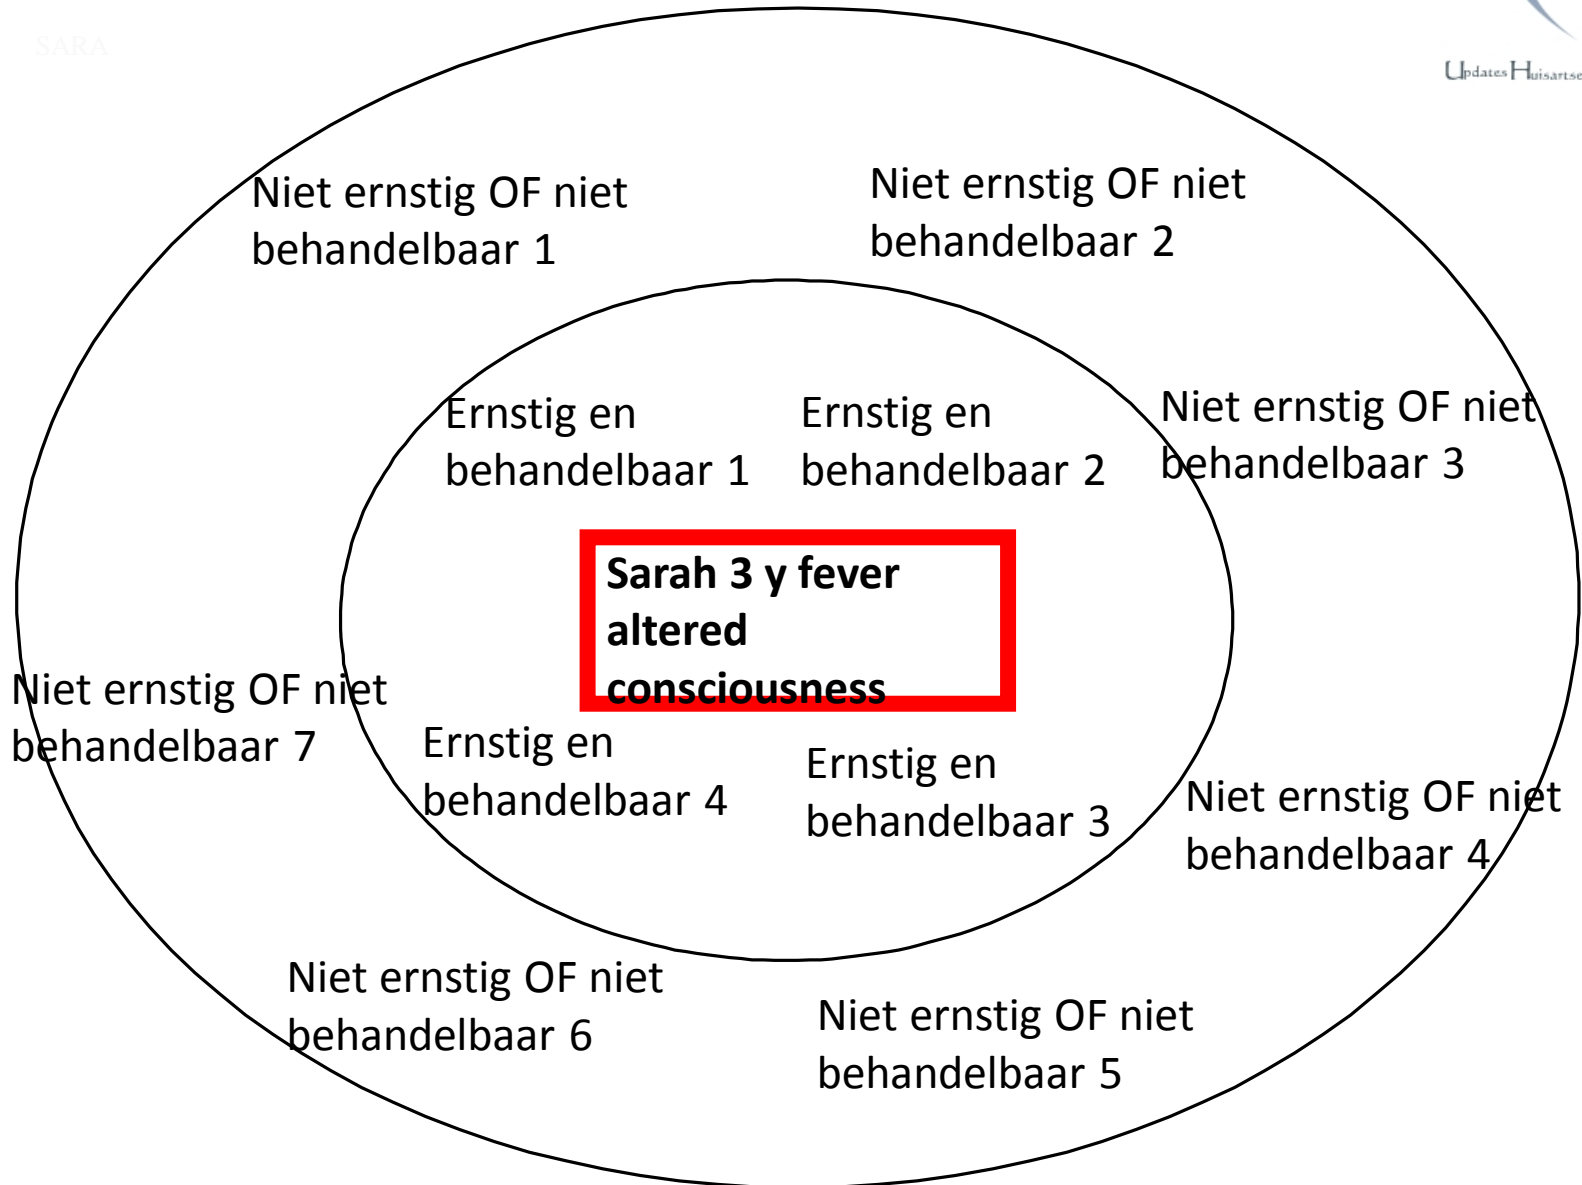 SARA
Updates Huisartse
Niet ernstig OF niet
behandelbaar 1
Niet ernstig OF niet
behandelbaar 2
Ernstig en
behandelbaar 1
Ernstig en
behandelbaar 2
Niet ernstig OF niet
behandelbaar 3
Sarah 3 y fever
altered
consciousness
Niet ernstig OF niet
behandelbaar 7
Ernstig en
behandelbaar 4
Ernstig en
behandelbaar 3
Niet ernstig OF niet
behandelbaar 4
Niet ernstig OF niet
behandelbaar 6
Niet ernstig OF niet
behandelbaar 5